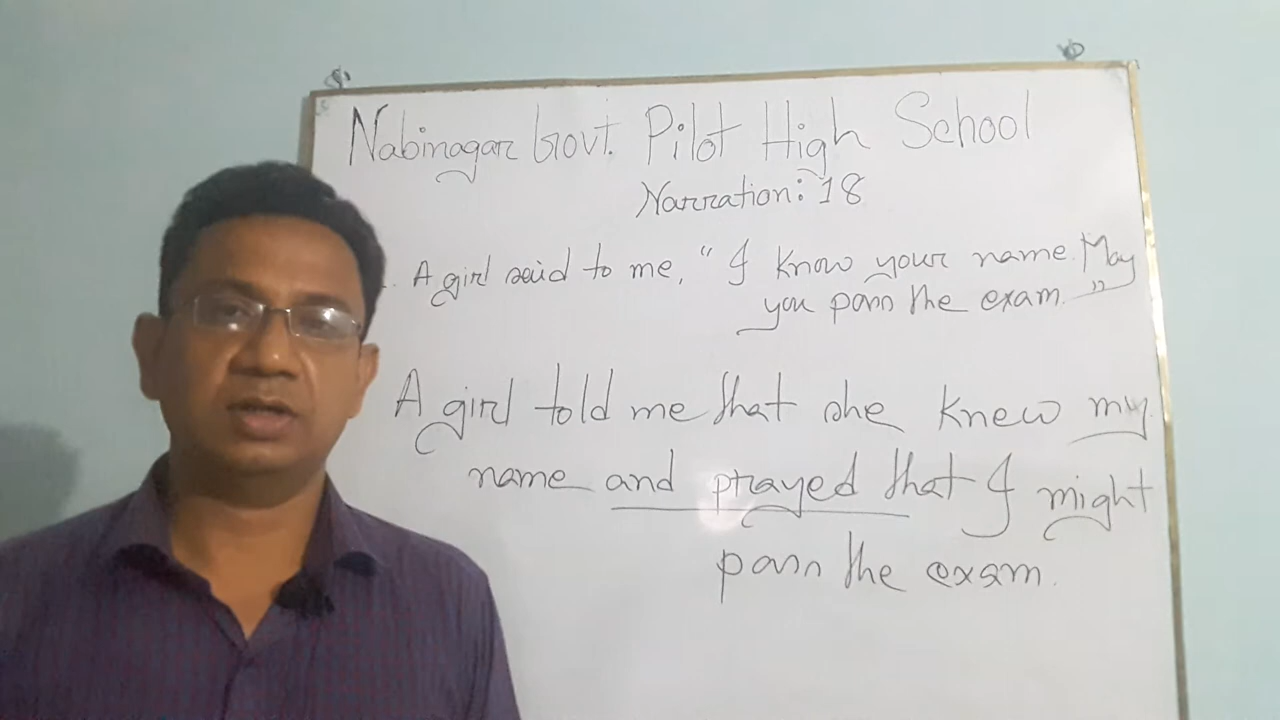 Nabinagar Govt. Pilot High School
Narration: 18
. A girl said to me, "I know your name. May
you pass the exam."
A girl told me that she knew my
name and prayed that I might
pass the exam.